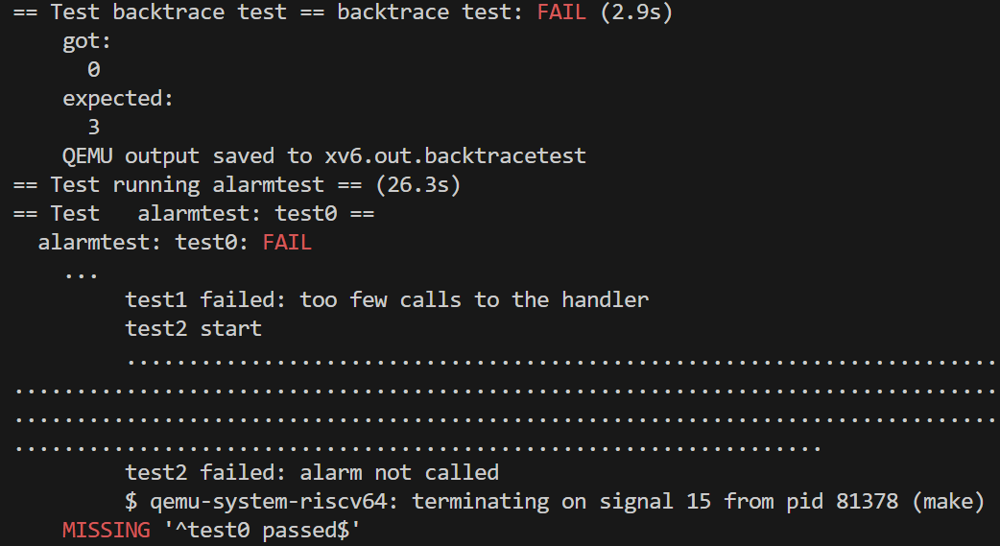 == Test backtrace test == backtrace test: FAIL (2.9s)
got:
0
expected:
3
QEMU output saved to xv6.out.backtracetest
== Test running alarmtest == (26.3s)
== Test   alarmtest: test0 ==
alarmtest: test0: FAIL
...
test1 failed: too few calls to the handler
test2 start
......................................................................
...............................................................................
...............................................................................
.................................................................
test2 failed: alarm not called
$ qemu-system-riscv64: terminating on signal 15 from pid 81378 (make)
MISSING '^test0 passed$'